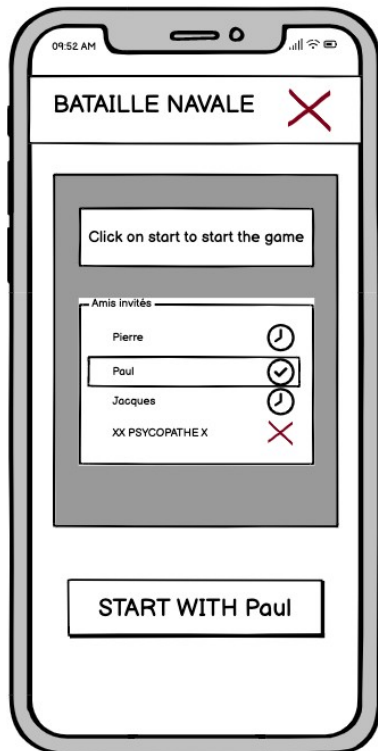 09:52 AM
BATAILLE NAVALE
Click on start to start the game
Amis invités
Pierre
Paul
Jacques
XX PSYCOPATHE X
START WITH Paul